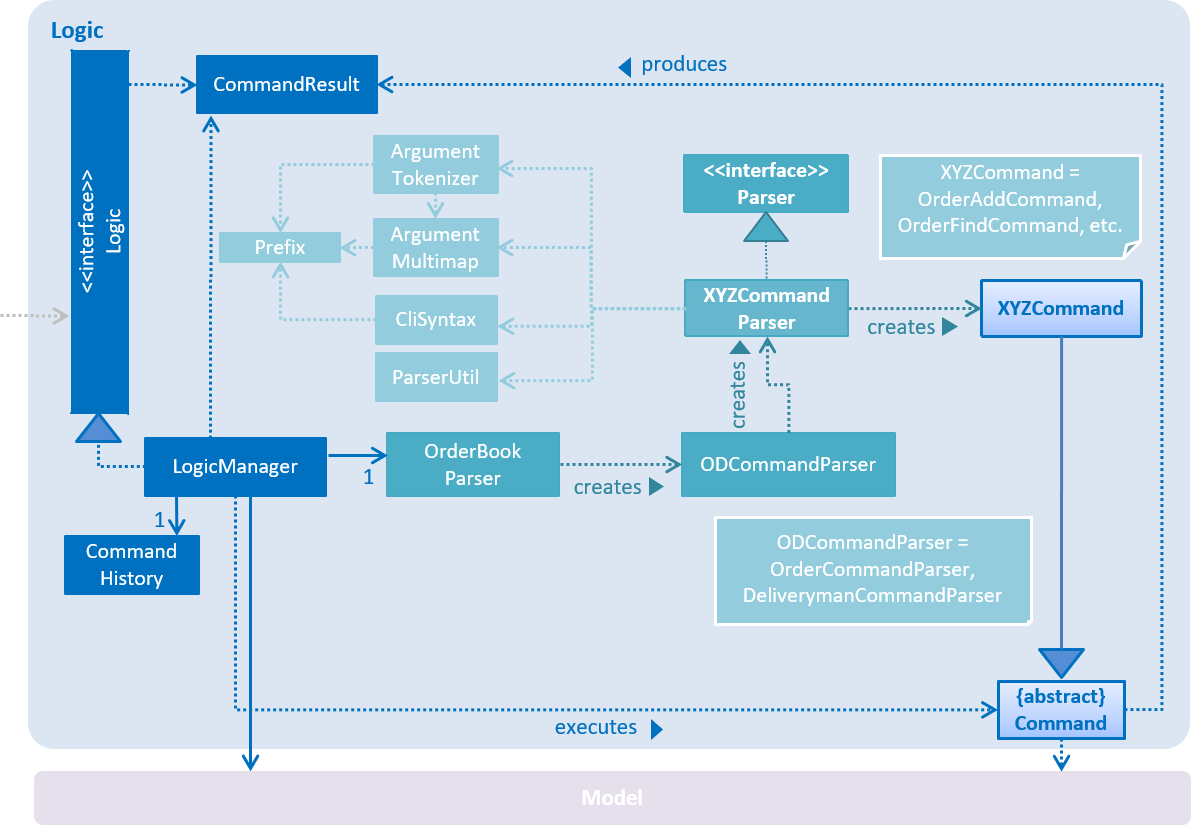 Logic
<<interface>>
Logic
CommandResult
produces
Argument
Tokenizer
<<interface>>
Parser
XYZCommand =
OrderAddCommand,
OrderFindCommand, etc.
Prefix
Argument
Multimap
CliSyntax
XYZCommand
Parser
creates
XYZCommand
ParserUtil
creates
LogicManager
1
OrderBook
Parser
creates
ODCommandParser
1
Command
History
ODCommandParser =
OrderCommandParser,
DeliverymanCommandParser
executes
{abstract}
Command
Model